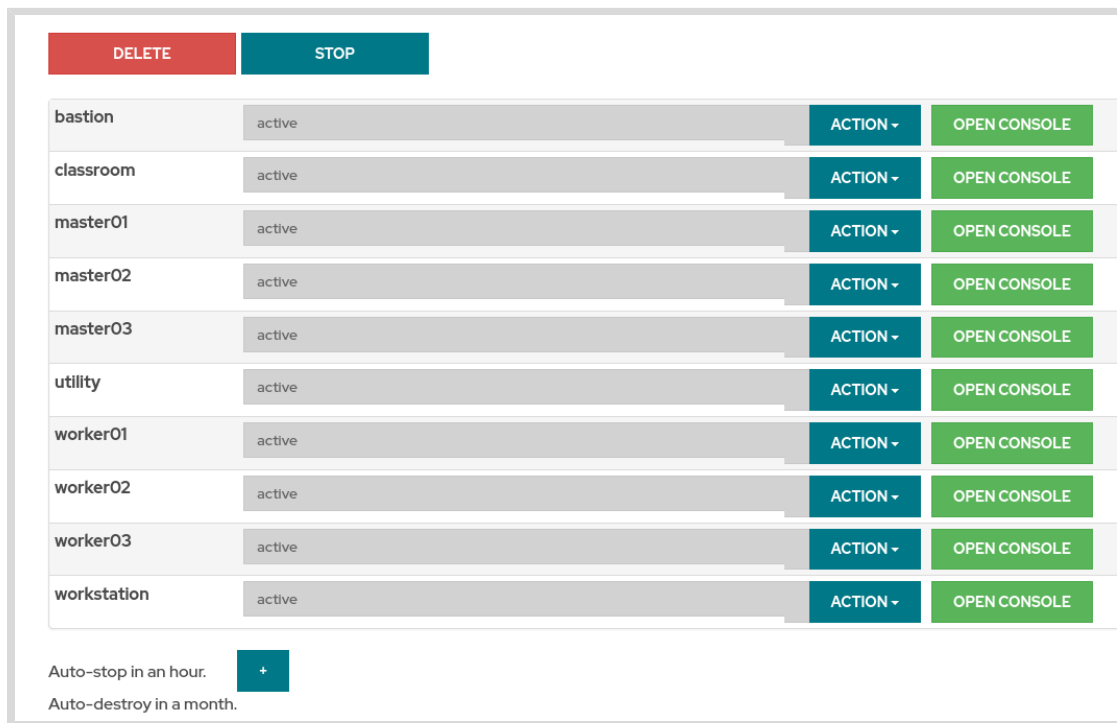 DELETE STOP
bastion active ACTION OPEN CONSOLE
classroom active ACTION OPEN CONSOLE
master01 active ACTION OPEN CONSOLE
master02 active ACTION OPEN CONSOLE
master03 active ACTION OPEN CONSOLE
utility active ACTION OPEN CONSOLE
worker01 active ACTION OPEN CONSOLE
worker02 active ACTION OPEN CONSOLE
worker03 active ACTION OPEN CONSOLE
workstation active ACTION OPEN CONSOLE
Auto-stop in an hour. +
Auto-destroy in a month.